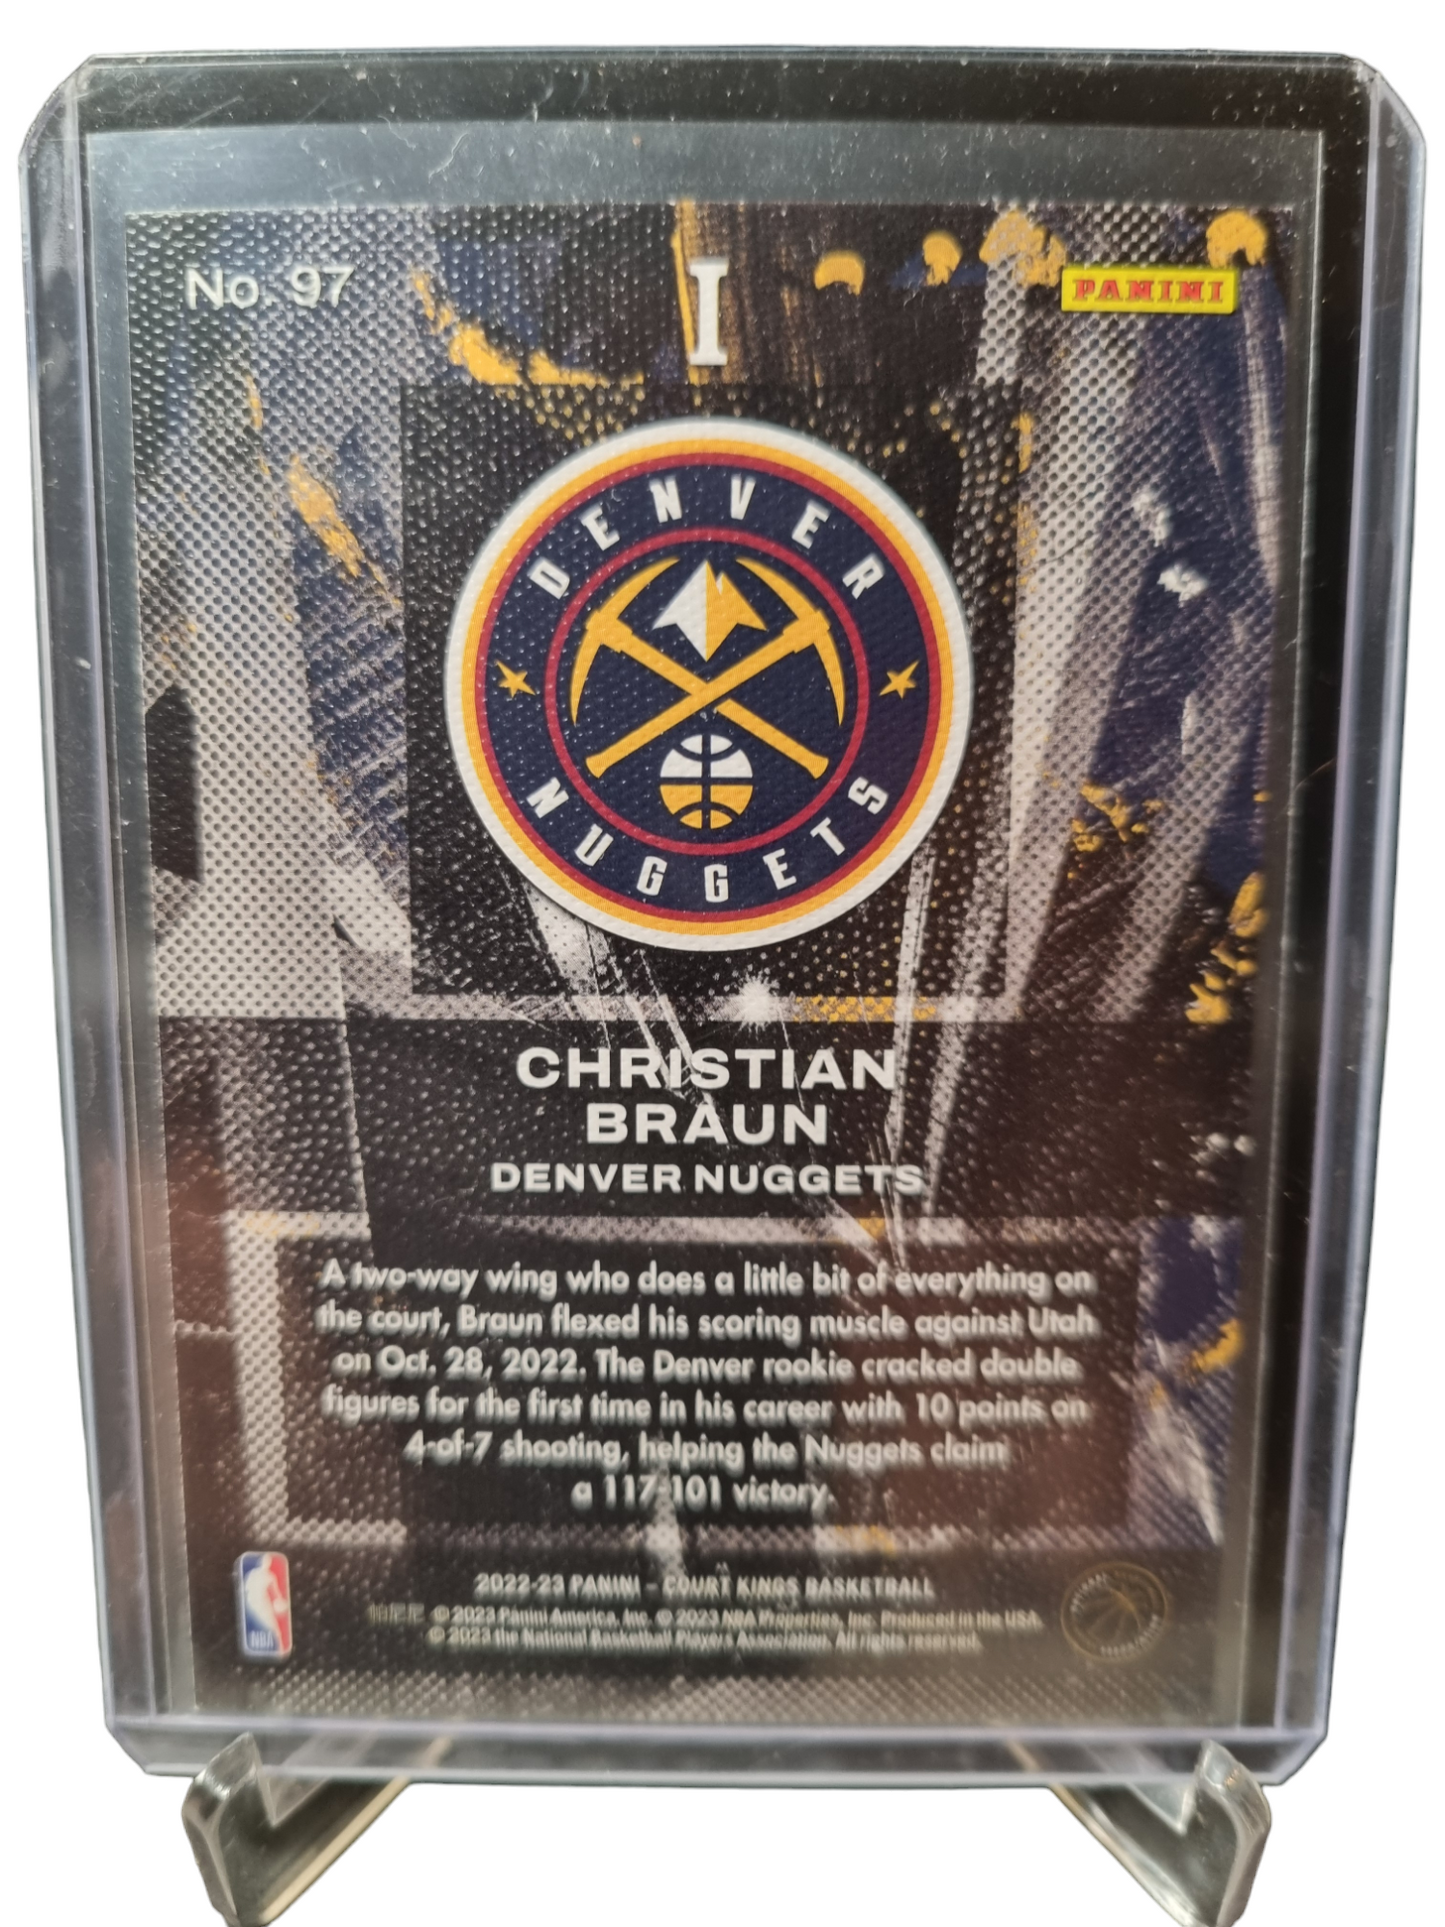 No. 97
I
PANINI
DENVER
NUGGETS
CHRISTIAN
BRAUN
DENVER NUGGETS
A two-way wing who does a little bit of everything on
the court, Braun flexed his scoring muscle against Utah
on Oct. 28, 2022. The Denver rookie cracked double
figures for the first time in his career with 10 points on
4-of-7 shooting, helping the Nuggets claim
a 117-101 victory.
2022-23 PANINI – COURT KINGS BASKETBALL
帕尼尼 © 2023 Panini America, Inc. © 2023 NBA Properties, Inc. Produced in the USA
© 2023 the National Basketball Players Association. All rights reserved.
NBA